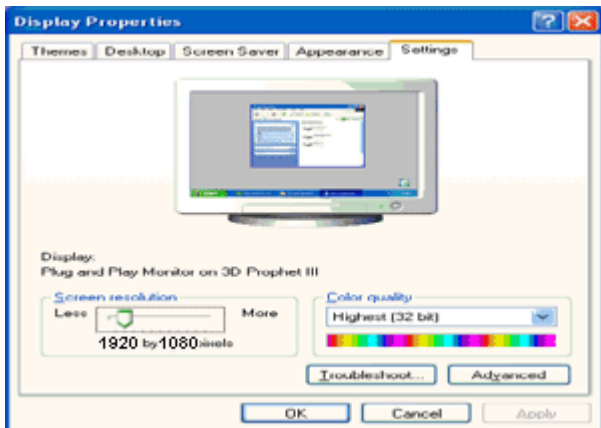 Display Properties
Themes Desktop Screen Saver Appearance Settings
Display:
Plug and Play Monitor on 3D Prophet III
Screen resolution
Less More
1920 by 1080 pixels
Color quality
Highest (32 bit)
Troubleshoot... Advanced
OK Cancel Apply